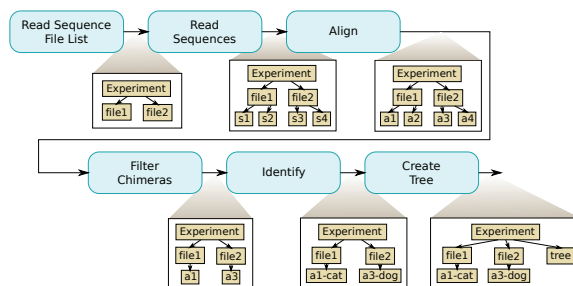 Read Sequence
File List
Read
Sequences
Align
Experiment
file1 file2
Experiment
file1 file2
s1 s2 s3 s4
Experiment
file1 file2
a1 a2 a3 a4
Filter
Chimeras
Identify
Create
Tree
Experiment
file1 file2
a1 a3
Experiment
file1 file2
a1-cat a3-dog
Experiment
file1 file2 tree
a1-cat a3-dog